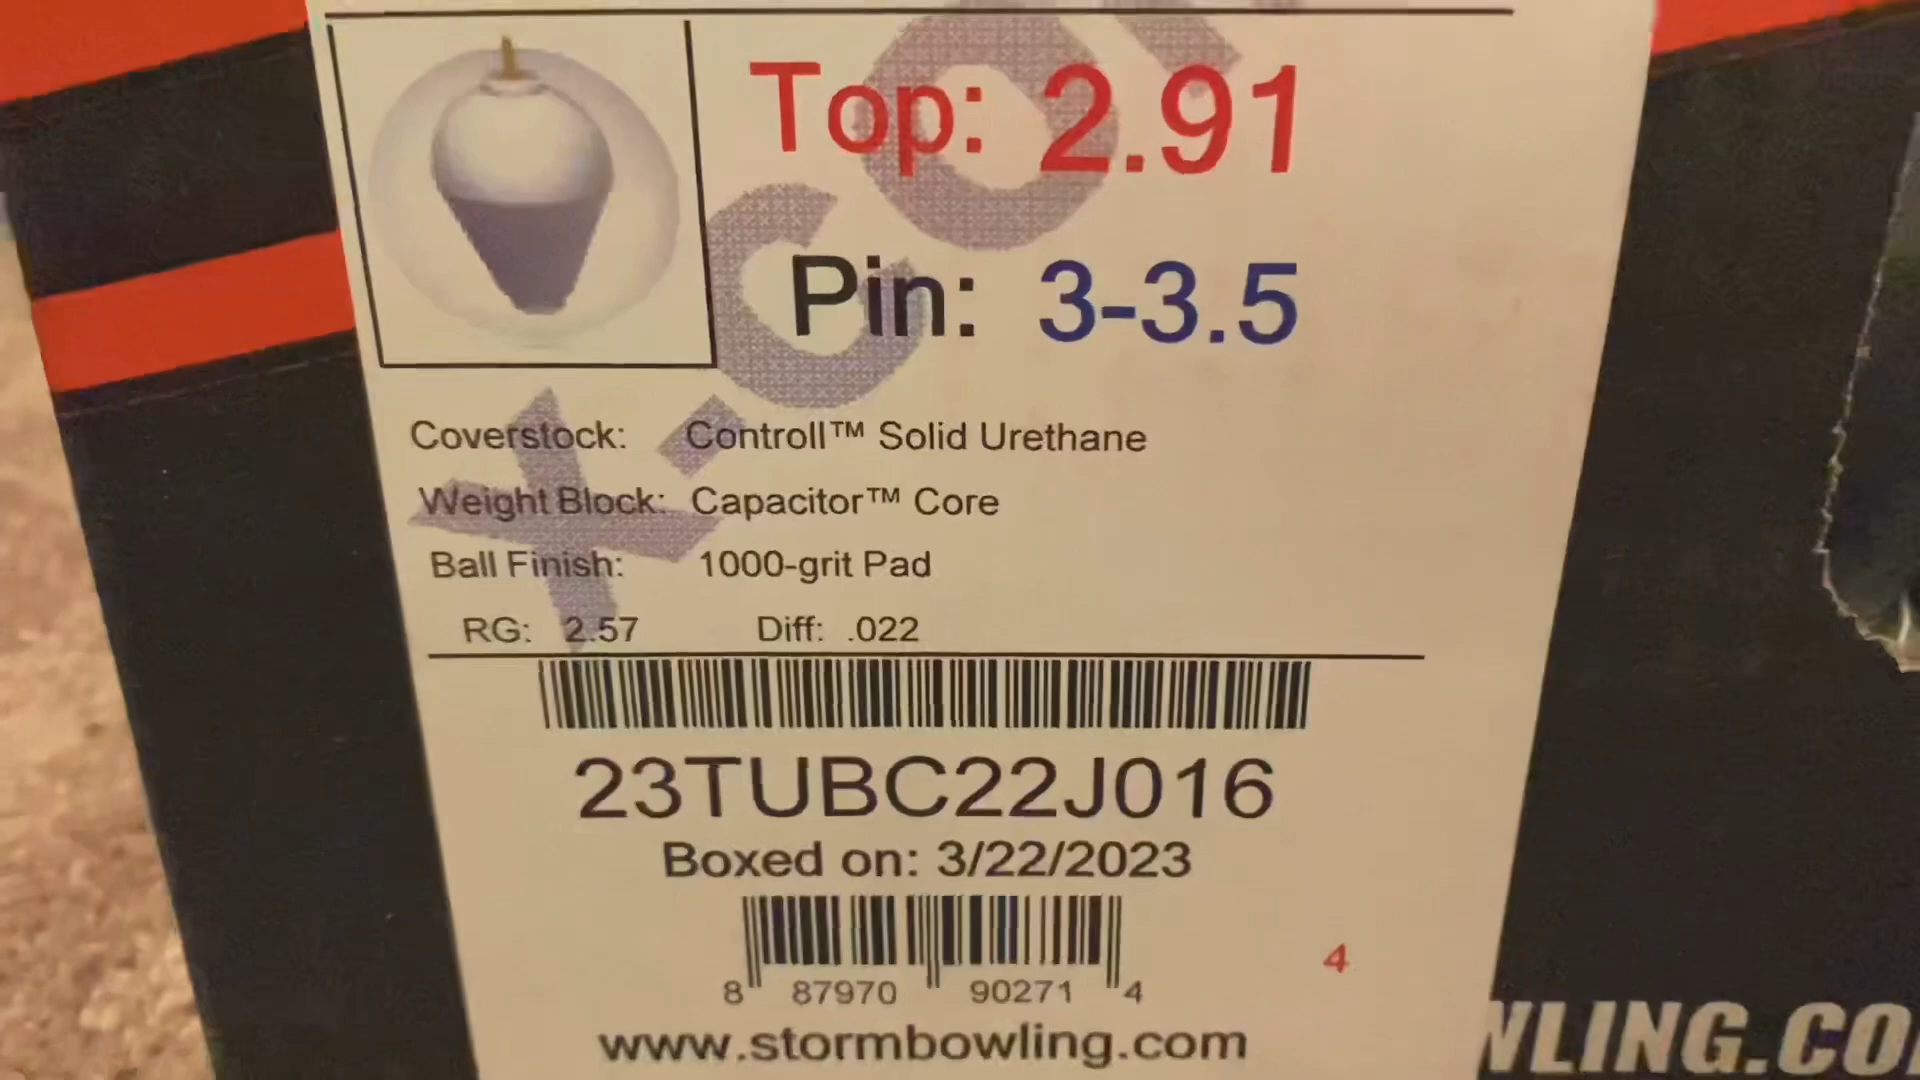 Top: 2.91
Pin: 3-3.5
Coverstock: Controll™ Solid Urethane
Weight Block: Capacitor™ Core
Ball Finish: 1000-grit Pad
RG: 2.57 Diff: .022
23TUBC22J016
Boxed on: 3/22/2023
4
8 87970 90271 4
www.stormbowling.com